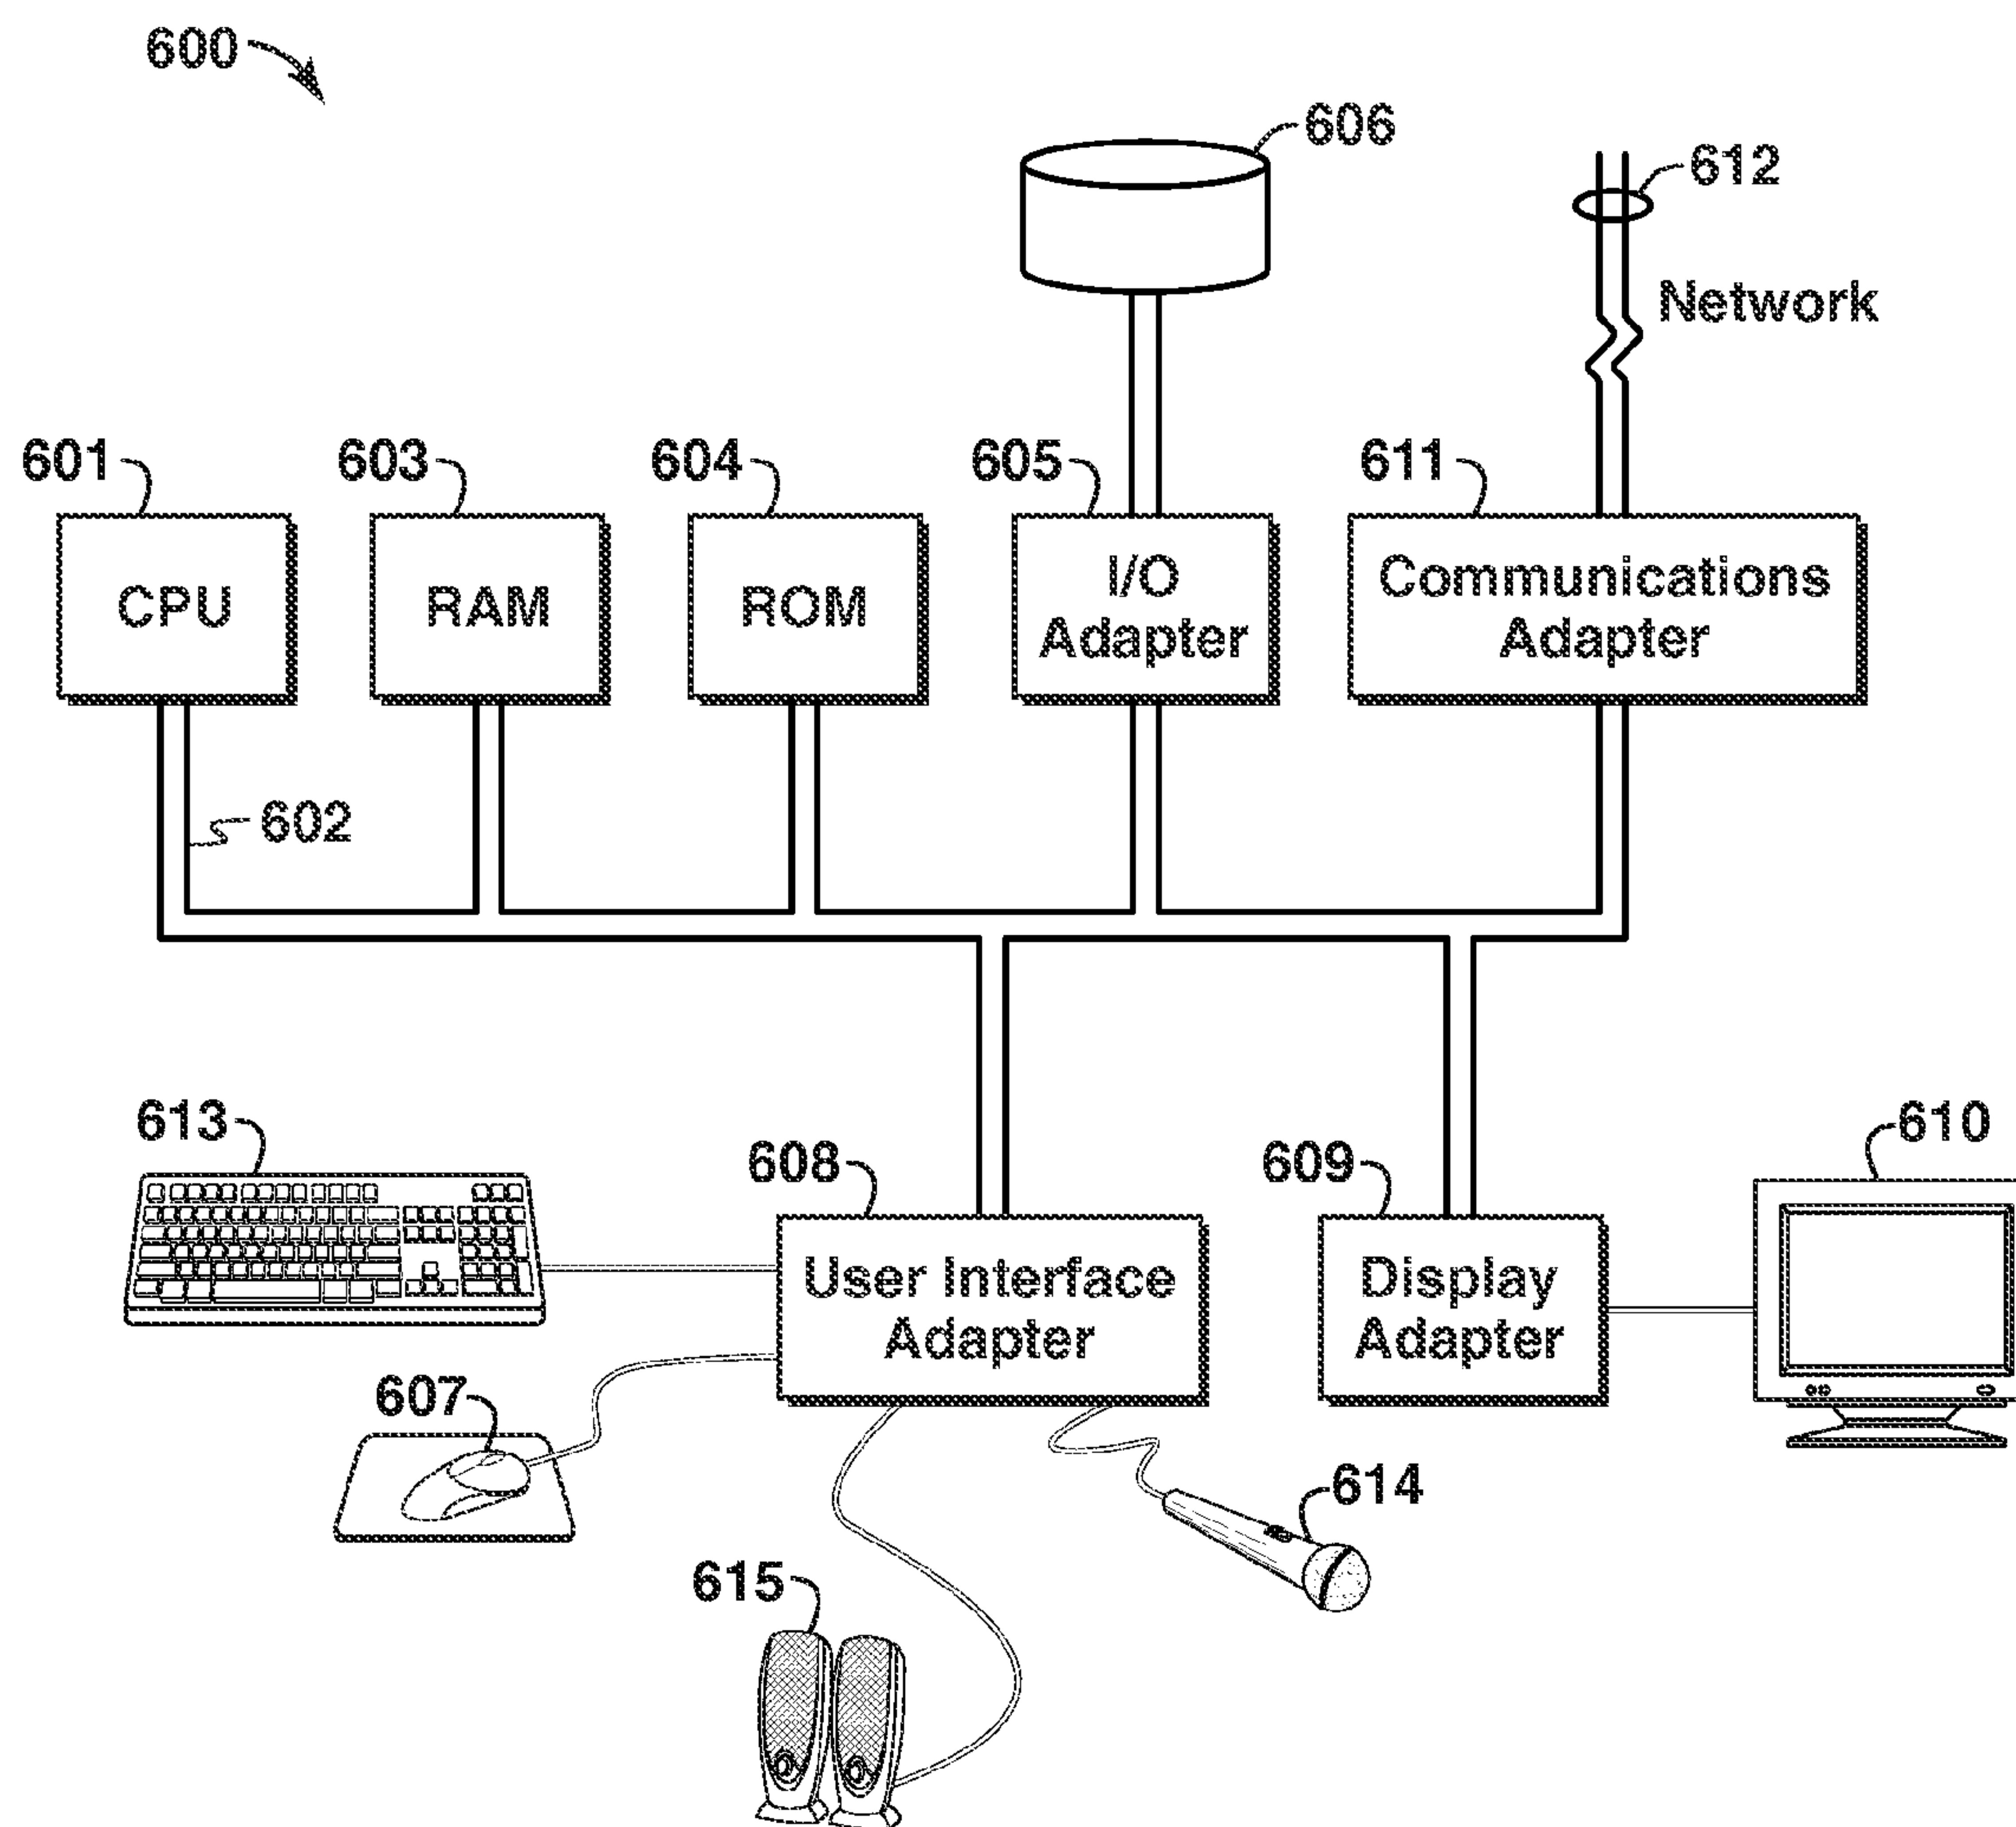 600
606
612
Network
601
603
604
605
611
CPU
RAM
ROM
I/O
Adapter
Communications
Adapter
602
613
608
609
610
User Interface
Adapter
Display
Adapter
607
614
615